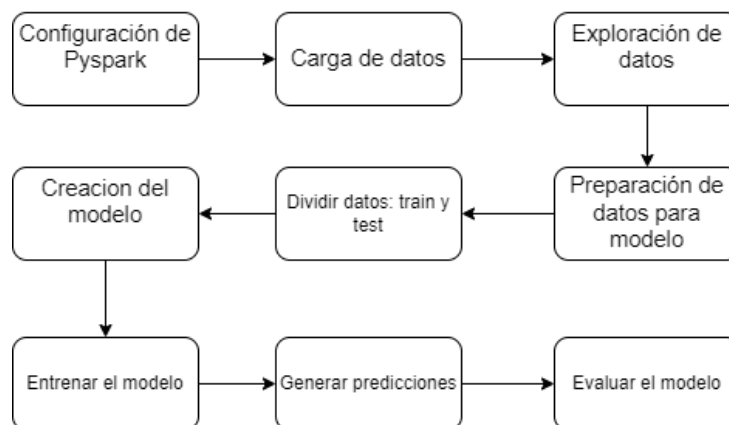 Configuración de
Pyspark
Carga de datos
Exploración de
datos
Creacion del
modelo
Dividir datos: train y
test
Preparación de
datos para
modelo
Entrenar el modelo
Generar predicciones
Evaluar el modelo